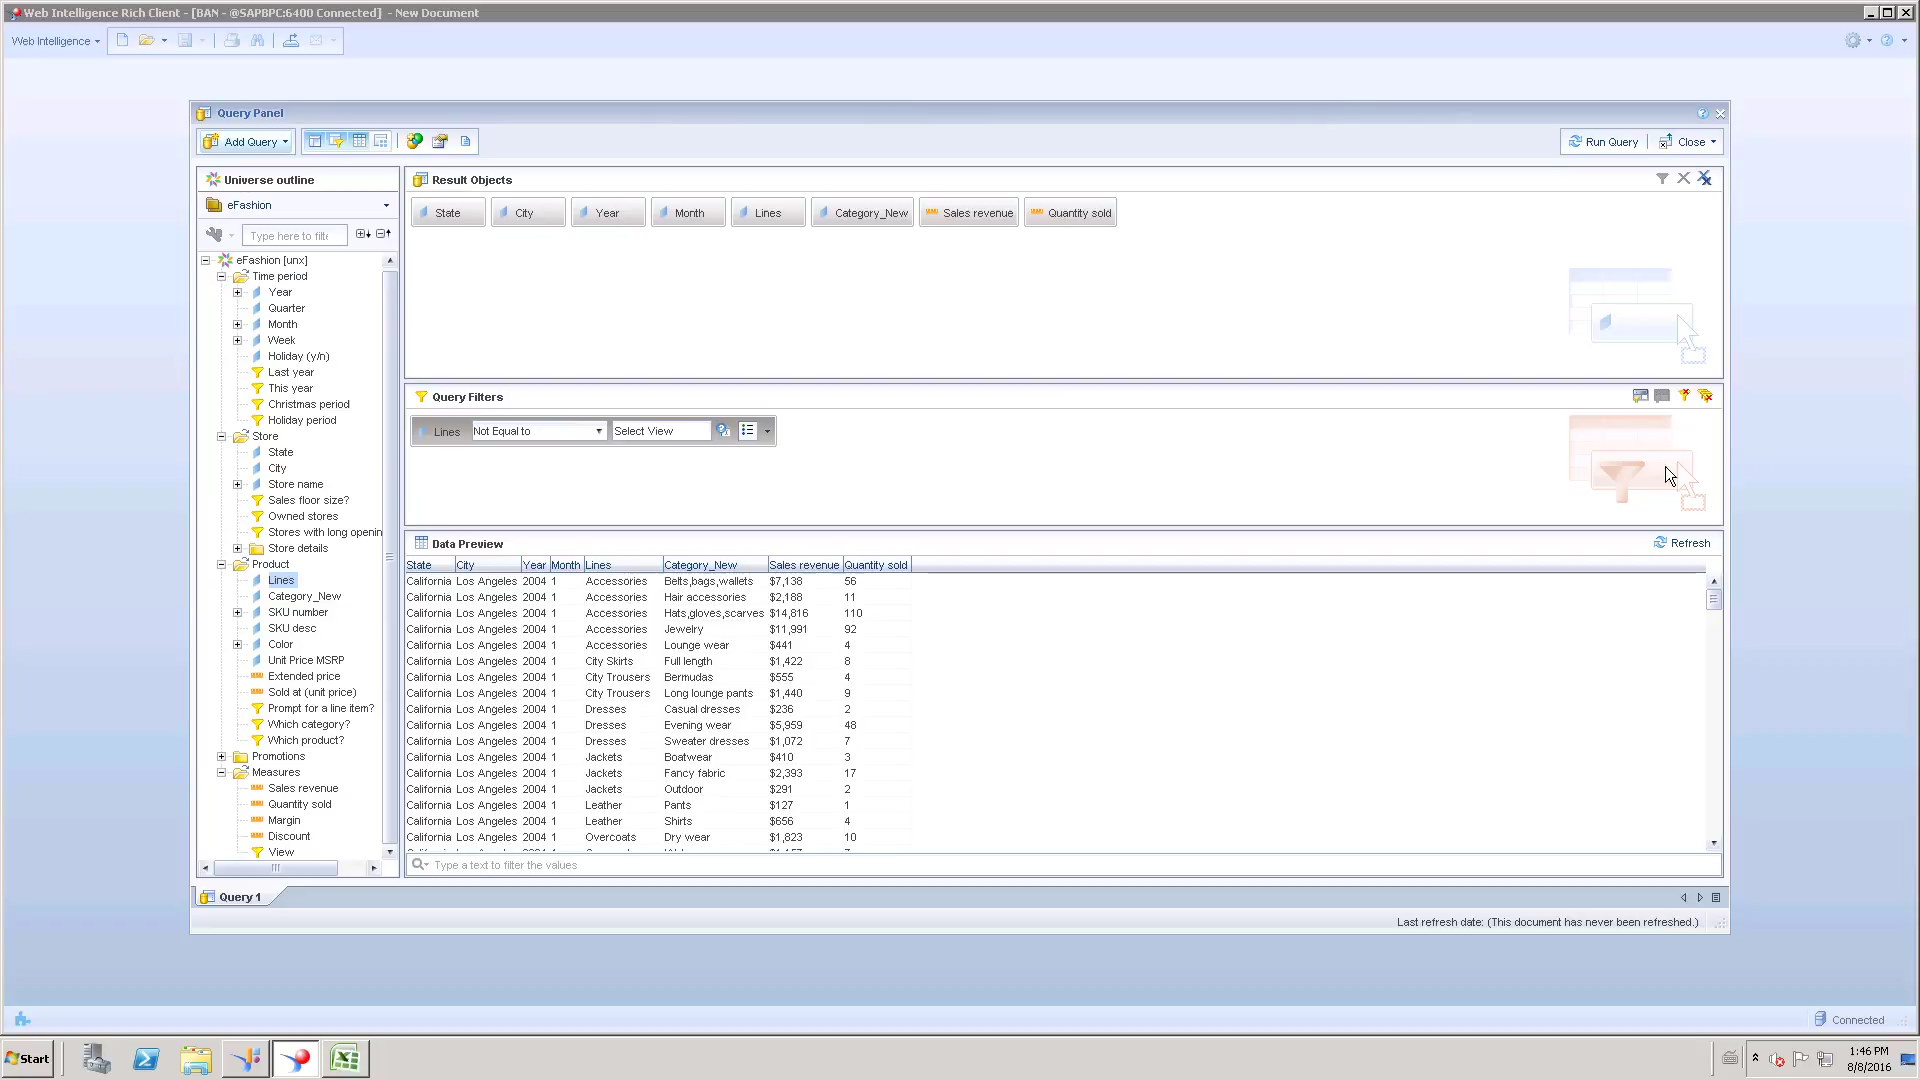 Web Intelligence Rich Client - [BAN - @SAPBPC:6400 Connected] - New Document
Web Intelligence
Query Panel
Add Query
Run Query
Close
Universe outline
eFashion
Type here to filte
eFashion [unx]
Time period
Year
Quarter
Month
Week
Holiday (y/n)
Last year
This year
Christmas period
Holiday period
Store
State
City
Store name
Sales floor size?
Owned stores
Stores with long openin
Store details
Product
Lines
Category_New
SKU number
SKU desc
Color
Unit Price MSRP
Extended price
Sold at (unit price)
Prompt for a line item?
Which category?
Which product?
Promotions
Measures
Sales revenue
Quantity sold
Margin
Discount
View
Result Objects
State City Year Month Lines Category_New Sales revenue Quantity sold
Query Filters
Lines Not Equal to Select View
Data Preview
Refresh
State City Year Month Lines Category_New Sales revenue Quantity sold
California Los Angeles 2004 1 Accessories Belts,bags,wallets $7,138 56
California Los Angeles 2004 1 Accessories Hair accessories $2,188 11
California Los Angeles 2004 1 Accessories Hats,gloves,scarves $14,816 110
California Los Angeles 2004 1 Accessories Jewelry $11,991 92
California Los Angeles 2004 1 Accessories Lounge wear $441 4
California Los Angeles 2004 1 City Skirts Full length $1,422 8
California Los Angeles 2004 1 City Trousers Bermudas $555 4
California Los Angeles 2004 1 City Trousers Long lounge pants $1,440 9
California Los Angeles 2004 1 Dresses Casual dresses $236 2
California Los Angeles 2004 1 Dresses Evening wear $5,959 48
California Los Angeles 2004 1 Dresses Sweater dresses $1,072 7
California Los Angeles 2004 1 Jackets Boatwear $410 3
California Los Angeles 2004 1 Jackets Fancy fabric $2,393 17
California Los Angeles 2004 1 Jackets Outdoor $291 2
California Los Angeles 2004 1 Leather Pants $127 1
California Los Angeles 2004 1 Leather Shirts $656 4
California Los Angeles 2004 1 Overcoats Dry wear $1,823 10
Type a text to filter the values
Query 1
Last refresh date: (This document has never been refreshed.)
Connected
Start
1:46 PM
8/8/2016